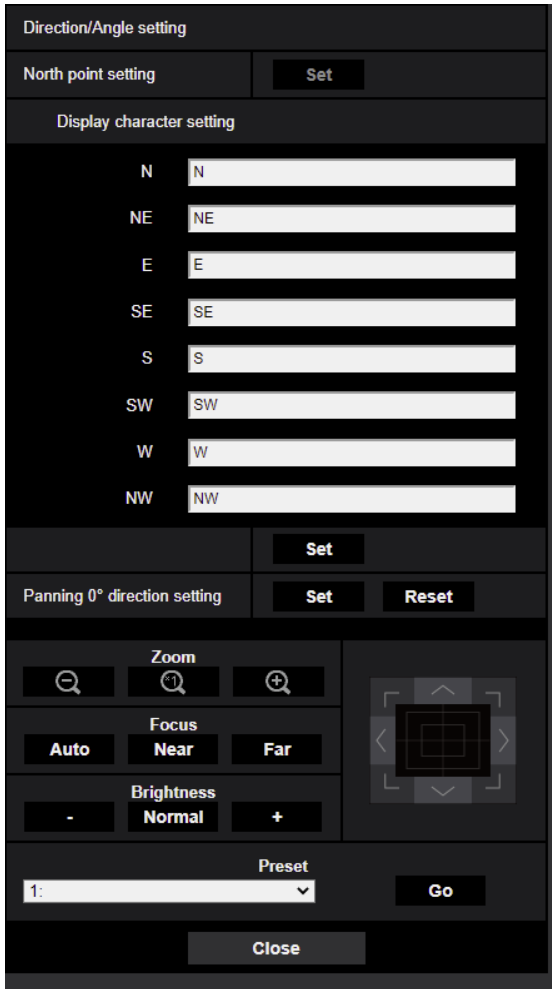 Direction/Angle setting
North point setting Set
Display character setting
N N
NE NE
E E
SE SE
S S
SW SW
W W
NW NW
Set
Panning 0° direction setting Set Reset
Zoom
×1
Focus
Auto Near Far
Brightness
- Normal +
Preset
1: Go
Close